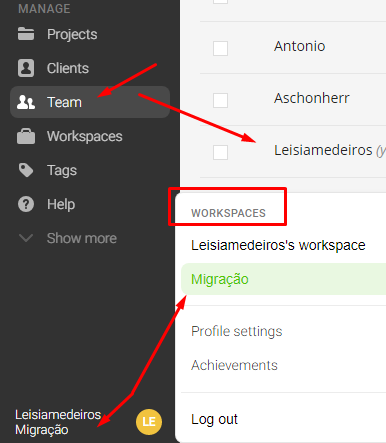 MANAGE
Projects
Clients
Team
Workspaces
Tags
Help
Show more
Leisiamedeiros
Migração
LE
Antonio
Aschonherr
Leisiamedeiros (y
WORKSPACES
Leisiamedeiros's workspace
Migração
Profile settings
Achievements
Log out